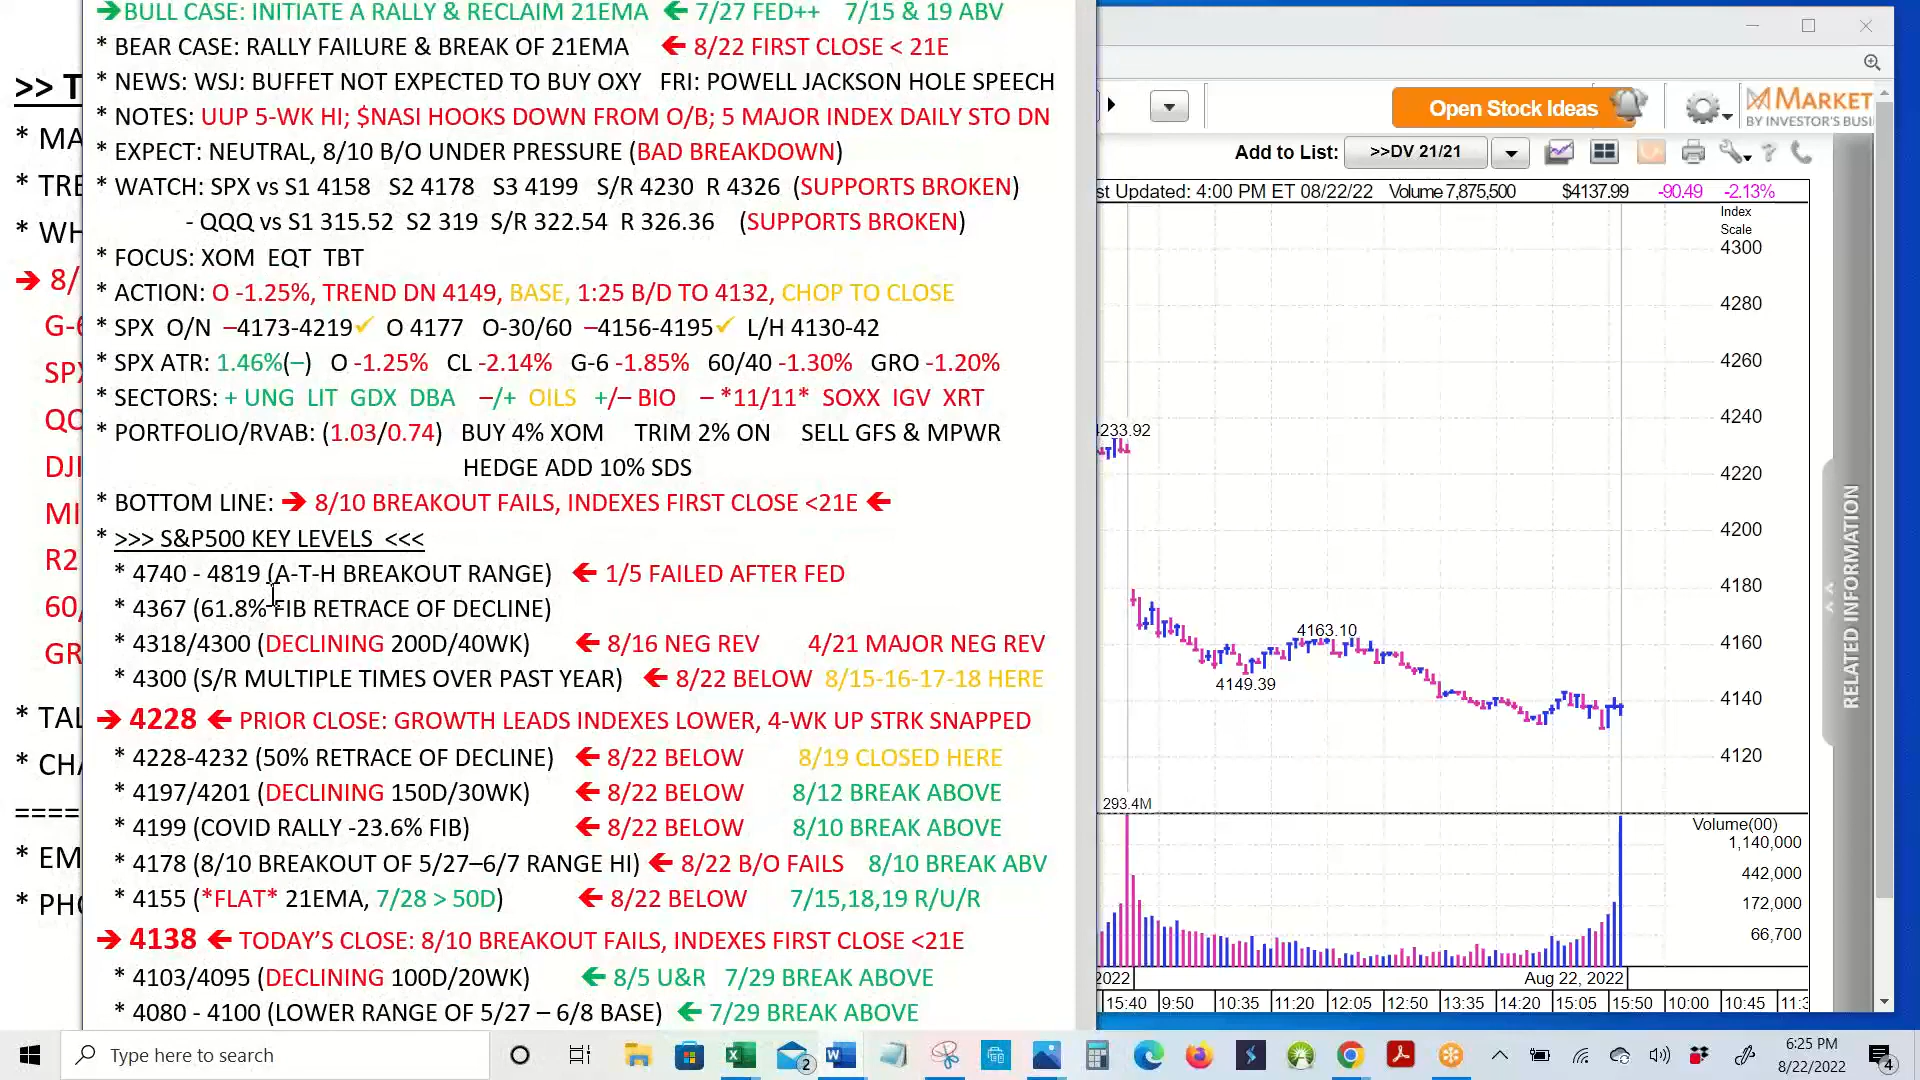 →BULL CASE: INITIATE A RALLY & RECLAIM 21EMA ← 7/27 FED++ 7/15 & 19 ABV
* BEAR CASE: RALLY FAILURE & BREAK OF 21EMA ← 8/22 FIRST CLOSE < 21E
* NEWS: WSJ: BUFFET NOT EXPECTED TO BUY OXY FRI: POWELL JACKSON HOLE SPEECH
* NOTES: UUP 5-WK HI; $NASI HOOKS DOWN FROM O/B; 5 MAJOR INDEX DAILY STO DN
* EXPECT: NEUTRAL, 8/10 B/O UNDER PRESSURE (BAD BREAKDOWN)
* WATCH: SPX vs S1 4158 S2 4178 S3 4199 S/R 4230 R 4326 (SUPPORTS BROKEN)
- QQQ vs S1 315.52 S2 319 S/R 322.54 R 326.36 (SUPPORTS BROKEN)
* FOCUS: XOM EQT TBT
* ACTION: O -1.25%, TREND DN 4149, BASE, 1:25 B/D TO 4132, CHOP TO CLOSE
* SPX O/N –4173-4219✓ O 4177 O-30/60 –4156-4195✓ L/H 4130-42
* SPX ATR: 1.46%(–) O -1.25% CL -2.14% G-6 -1.85% 60/40 -1.30% GRO -1.20%
* SECTORS: + UNG LIT GDX DBA –/+ OILS +/– BIO – *11/11* SOXX IGV XRT
* PORTFOLIO/RVAB: (1.03/0.74) BUY 4% XOM TRIM 2% ON SELL GFS & MPWR
HEDGE ADD 10% SDS
* BOTTOM LINE: → 8/10 BREAKOUT FAILS, INDEXES FIRST CLOSE <21E ←
* >>> S&P500 KEY LEVELS <<<
* 4740 - 4819 (A-T-H BREAKOUT RANGE) ← 1/5 FAILED AFTER FED
* 4367 (61.8% FIB RETRACE OF DECLINE)
* 4318/4300 (DECLINING 200D/40WK) ← 8/16 NEG REV 4/21 MAJOR NEG REV
* 4300 (S/R MULTIPLE TIMES OVER PAST YEAR) ← 8/22 BELOW 8/15-16-17-18 HERE
→ 4228 ← PRIOR CLOSE: GROWTH LEADS INDEXES LOWER, 4-WK UP STRK SNAPPED
* 4228-4232 (50% RETRACE OF DECLINE) ← 8/22 BELOW 8/19 CLOSED HERE
* 4197/4201 (DECLINING 150D/30WK) ← 8/22 BELOW 8/12 BREAK ABOVE
* 4199 (COVID RALLY -23.6% FIB) ← 8/22 BELOW 8/10 BREAK ABOVE
* 4178 (8/10 BREAKOUT OF 5/27–6/7 RANGE HI) ← 8/22 B/O FAILS 8/10 BREAK ABV
* 4155 (*FLAT* 21EMA, 7/28 > 50D) ← 8/22 BELOW 7/15,18,19 R/U/R
→ 4138 ← TODAY'S CLOSE: 8/10 BREAKOUT FAILS, INDEXES FIRST CLOSE <21E
* 4103/4095 (DECLINING 100D/20WK) ← 8/5 U&R 7/29 BREAK ABOVE
* 4080 - 4100 (LOWER RANGE OF 5/27 – 6/8 BASE) ← 7/29 BREAK ABOVE
>> T
* MA
* TRE
* WH
→ 8/
G-6
SPX
QQ
DJI
MI
R2
60/
GR
* TAL
* CHA
====
* EM
* PHO
Open Stock Ideas
MARKET
BY INVESTOR'S BUSI
Add to List: >>DV 21/21
st Updated: 4:00 PM ET 08/22/22 Volume 7,875,500 $4137.99 -90.49 -2.13%
Index
Scale
4300
4280
4260
4240
4233.92
4220
4200
4180
4163.10
4160
4149.39
4140
4120
293.4M
Volume(00)
1,140,000
442,000
172,000
66,700
2022 Aug 22, 2022
15:40 9:50 10:35 11:20 12:05 12:50 13:35 14:20 15:05 15:50 10:00 10:45 11:3
RELATED INFORMATION
Type here to search
2
6:25 PM
8/22/2022
4